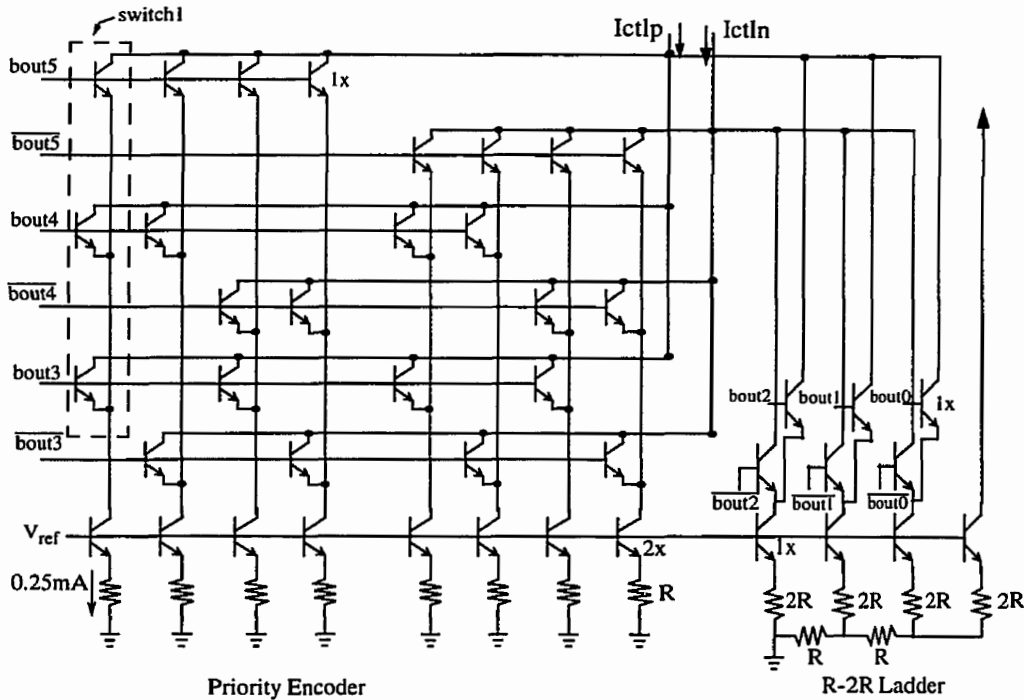 switch1
Ictlp
Ictln
bout5
1x
bout5
bout4
bout4
bout3
bout2
bout1
bout0
1x
bout3
bout2
bout1
bout0
Vref
2x
1x
0.25mA
R
2R
2R
2R
2R
R
R
Priority Encoder
R-2R Ladder